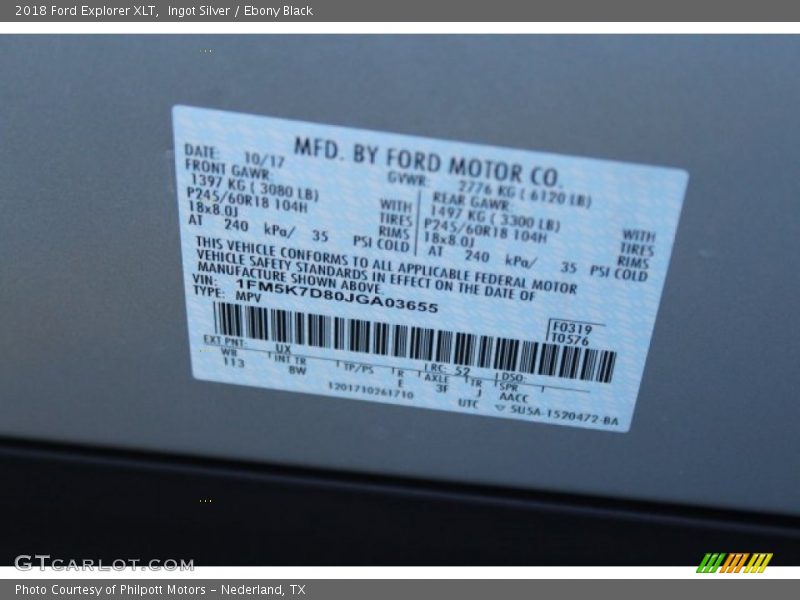 2018 Ford Explorer XLT,  Ingot Silver / Ebony Black
MFD. BY FORD MOTOR CO.
DATE: 10/17 GVWR: 2776 KG ( 6120 LB)
FRONT GAWR: REAR GAWR:
1397 KG ( 3080 LB) WITH 1497 KG ( 3300 LB) WITH
P245/60R18 104H TIRES P245/60R18 104H TIRES
18x8.0J RIMS 18x8.0J RIMS
AT 240 kPa/ 35 PSI COLD AT 240 kPa/ 35 PSI COLD
THIS VEHICLE CONFORMS TO ALL APPLICABLE FEDERAL MOTOR
VEHICLE SAFETY STANDARDS IN EFFECT ON THE DATE OF
MANUFACTURE SHOWN ABOVE.
VIN: 1FM5K7D80JGA03655
TYPE: MPV
F0319
T0576
EXT PNT: UX LRC: 52 DSO:
WB INT TR TP/PS R AXLE TR SPR
113 BW E 3F J AACC
1201710261710 UTC ▽ 5U5A-1520472-BA
GTCARLOT.COM
Photo Courtesy of Philpott Motors – Nederland, TX